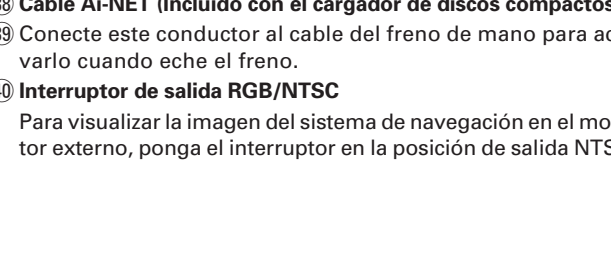 ㊳ Cable Ai-NET (Incluido con el cargador de discos compactos
㊴ Conecte este conductor al cable del freno de mano para ac
varlo cuando eche el freno.
㊵ Interruptor de salida RGB/NTSC
Para visualizar la imagen del sistema de navegación en el mo
tor externo, ponga el interruptor en la posición de salida NTS